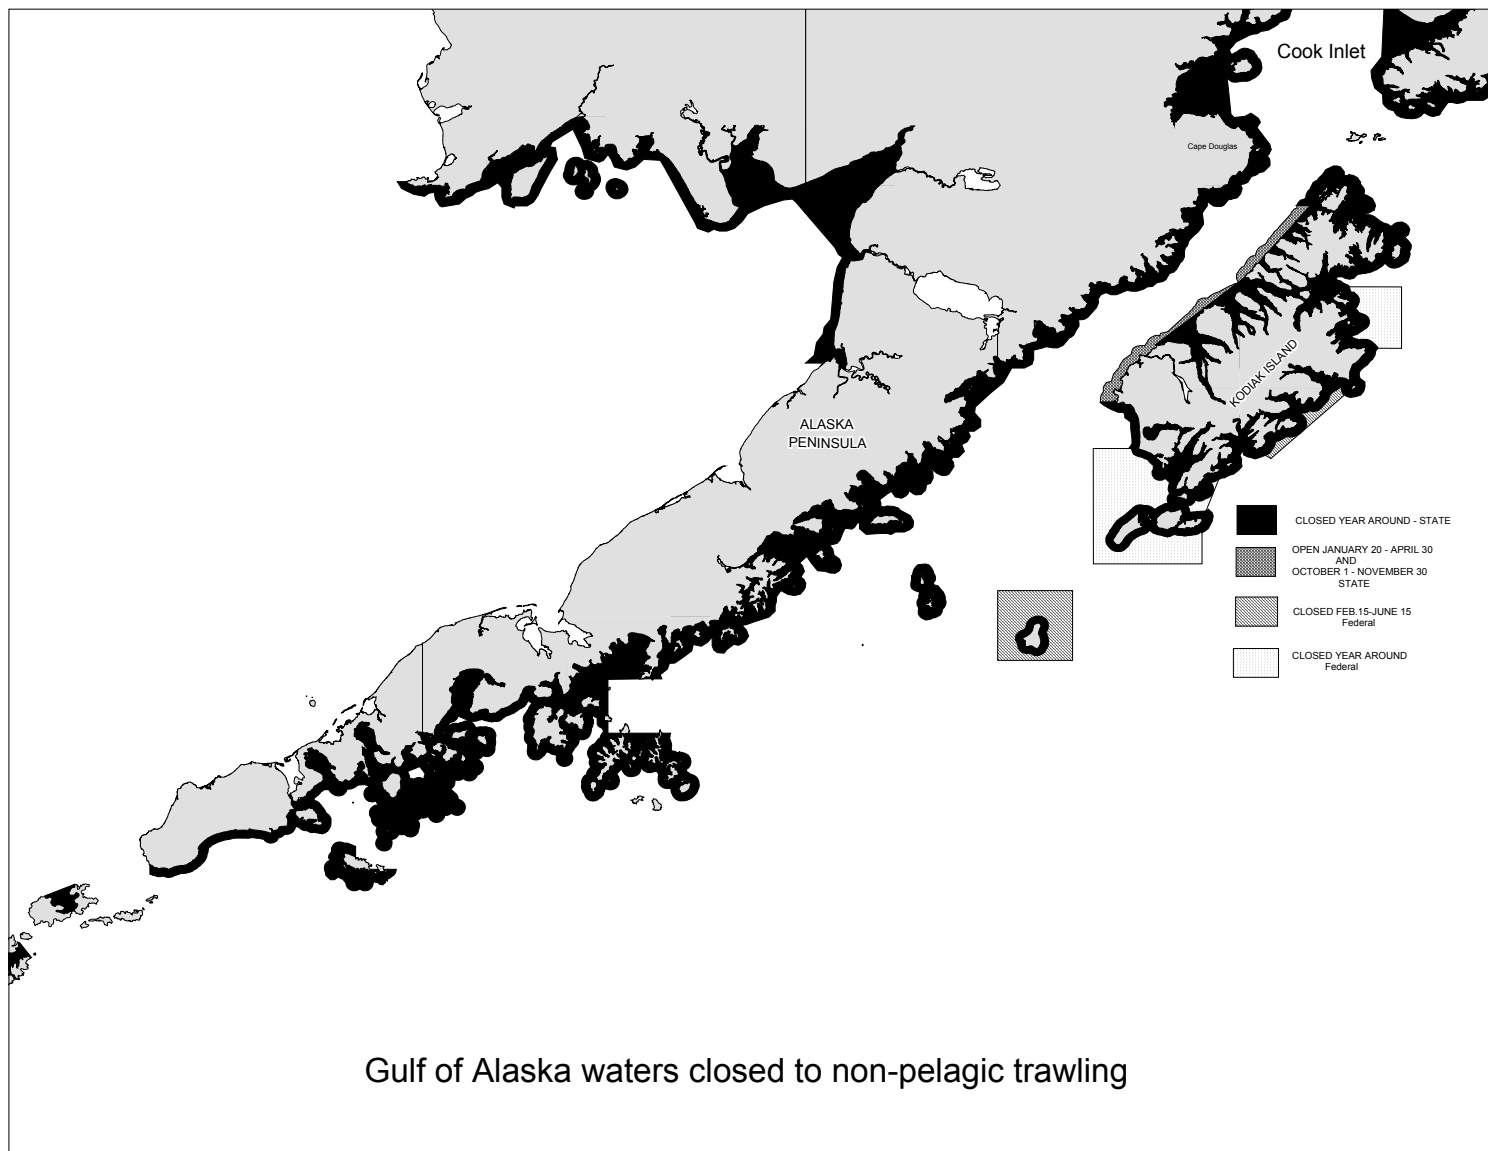 Cook Inlet
Cape Douglas
KODIAK ISLAND
ALASKA
PENINSULA
CLOSED YEAR AROUND - STATE
OPEN JANUARY 20 - APRIL 30
AND
OCTOBER 1 - NOVEMBER 30
STATE
CLOSED FEB.15-JUNE 15
Federal
CLOSED YEAR AROUND
Federal
Gulf of Alaska waters closed to non-pelagic trawling